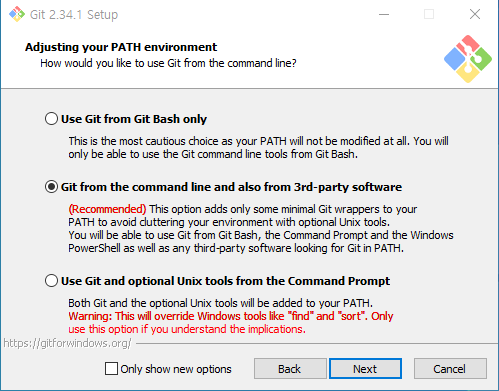 Git 2.34.1 Setup
Adjusting your PATH environment
How would you like to use Git from the command line?
Use Git from Git Bash only
This is the most cautious choice as your PATH will not be modified at all. You will
only be able to use the Git command line tools from Git Bash.
Git from the command line and also from 3rd-party software
(Recommended) This option adds only some minimal Git wrappers to your
PATH to avoid cluttering your environment with optional Unix tools.
You will be able to use Git from Git Bash, the Command Prompt and the Windows
PowerShell as well as any third-party software looking for Git in PATH.
Use Git and optional Unix tools from the Command Prompt
Both Git and the optional Unix tools will be added to your PATH.
Warning: This will override Windows tools like "find" and "sort". Only
use this option if you understand the implications.
https://gitforwindows.org/
Only show new options
Back
Next
Cancel